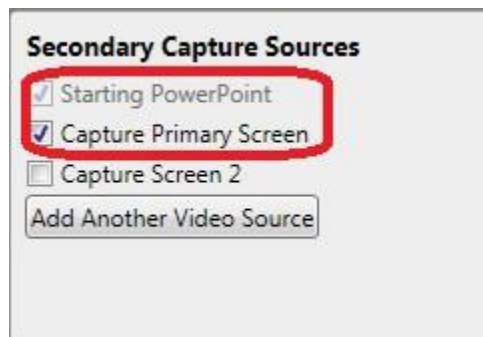 Secondary Capture Sources
Starting PowerPoint
Capture Primary Screen
Capture Screen 2
Add Another Video Source